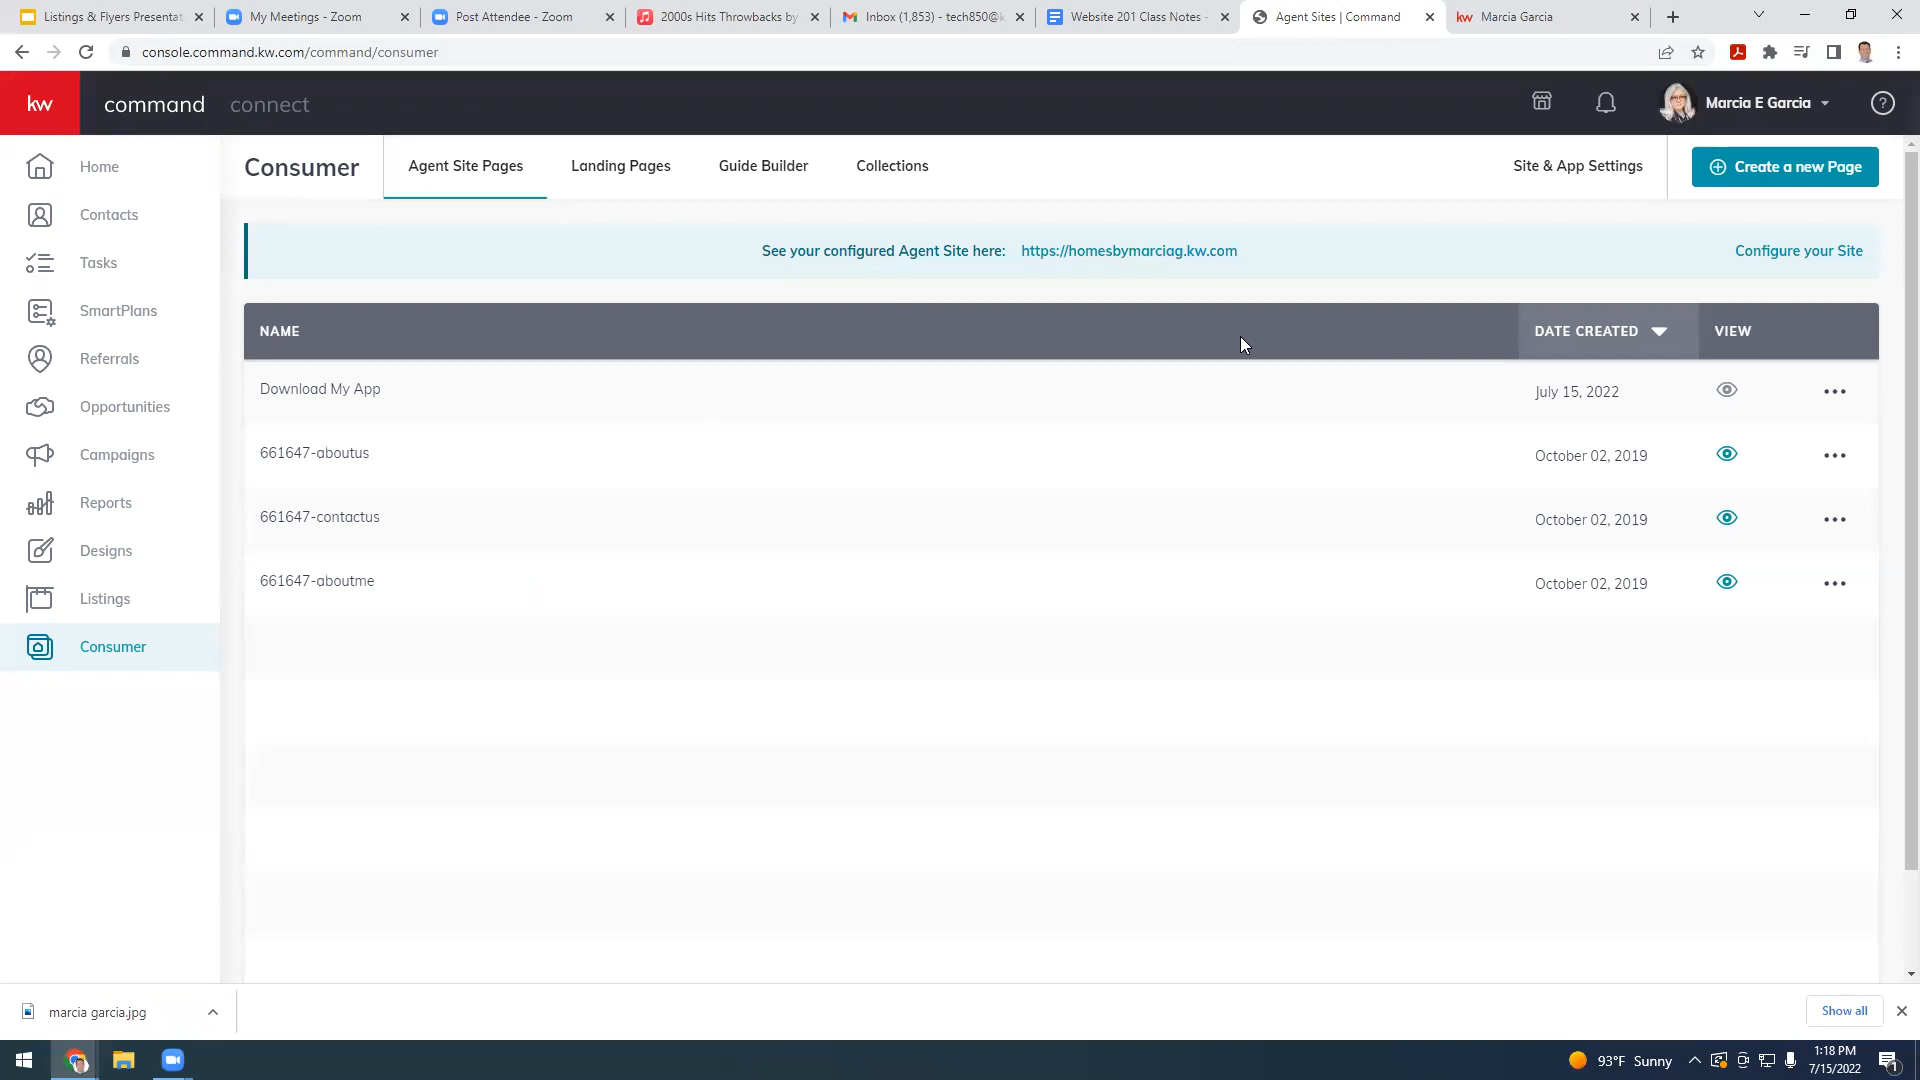 Listings & Flyers Presentat
My Meetings - Zoom
Post Attendee - Zoom
2000s Hits Throwbacks by
Inbox (1,853) - tech850@k
Website 201 Class Notes -
Agent Sites | Command
kw Marcia Garcia
console.command.kw.com/command/consumer
kw
command
connect
Marcia E Garcia
?
Home
Contacts
Tasks
SmartPlans
Referrals
Opportunities
Campaigns
Reports
Designs
Listings
Consumer
Consumer
Agent Site Pages
Landing Pages
Guide Builder
Collections
Site & App Settings
Create a new Page
See your configured Agent Site here: https://homesbymarciag.kw.com
Configure your Site
NAME
DATE CREATED
VIEW
Download My App
July 15, 2022
661647-aboutus
October 02, 2019
661647-contactus
October 02, 2019
661647-aboutme
October 02, 2019
marcia garcia.jpg
Show all
93°F Sunny
1:18 PM
7/15/2022
1